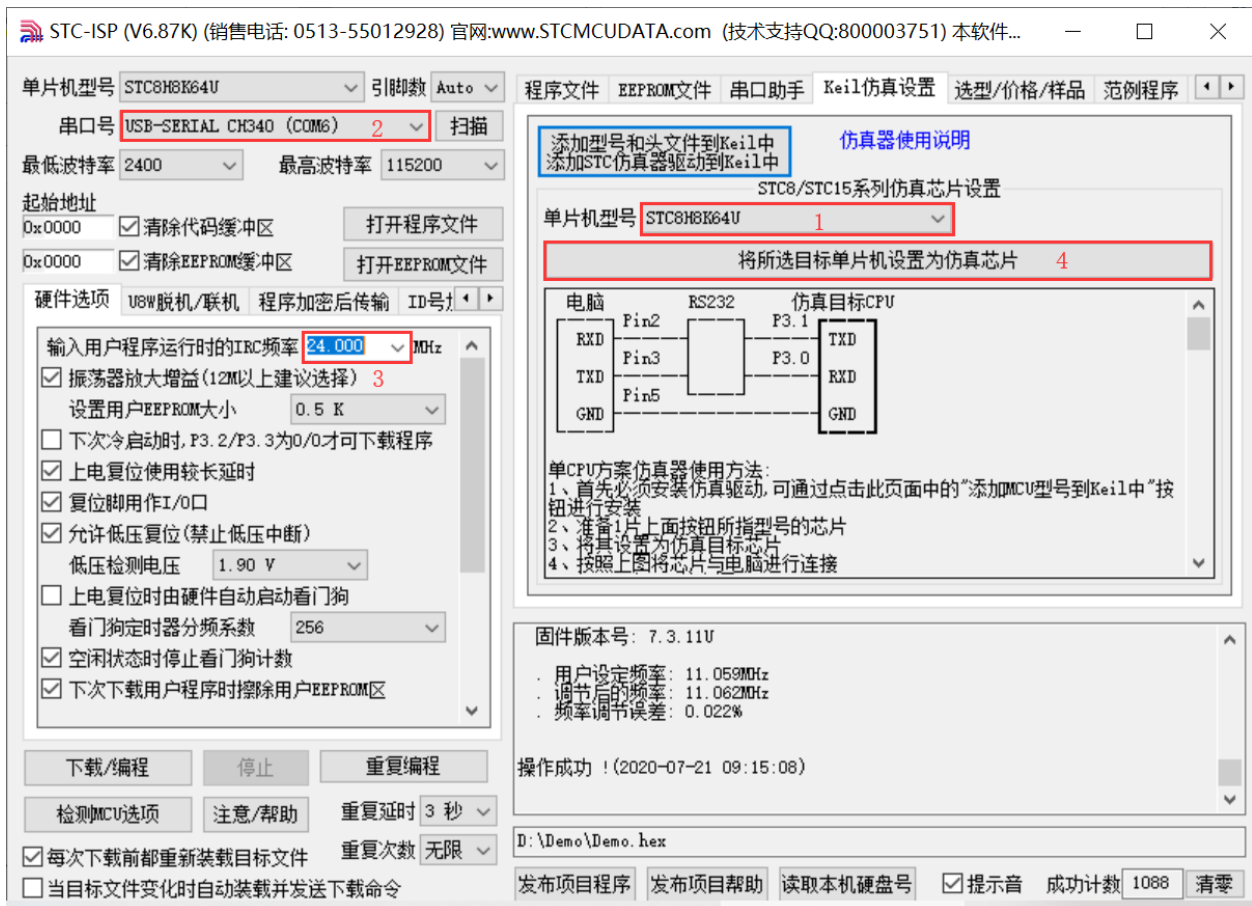 STC-ISP (V6.87K) (销售电话: 0513-55012928) 官网:www.STCMCUDATA.com (技术支持QQ:800003751) 本软件...
单片机型号 STC8H8K64U 引脚数 Auto
串口号 USB-SERIAL CH340 (COM6) 2 扫描
最低波特率 2400 最高波特率 115200
起始地址
0x0000 清除代码缓冲区 打开程序文件
0x0000 清除EEPROM缓冲区 打开EEPROM文件
硬件选项 U8W脱机/联机 程序加密后传输
输入用户程序运行时的IRC频率 24.000 MHz
振荡器放大增益(12M以上建议选择) 3
设置用户EEPROM大小 0.5 K
下次冷启动时,P3.2/P3.3为0/0才可下载程序
上电复位使用较长延时
复位脚用作I/O口
允许低压复位(禁止低压中断)
低压检测电压 1.90 V
上电复位时由硬件自动启动看门狗
看门狗定时器分频系数 256
空闲状态时停止看门狗计数
下次下载用户程序时擦除用户EEPROM区
下载/编程 停止 重复编程
检测MCU选项 注意/帮助 重复延时 3 秒
重复次数 无限
每次下载前都重新装载目标文件
当目标文件变化时自动装载并发送下载命令
程序文件 EEPROM文件 串口助手 Keil仿真设置 选型/价格/样品 范例程序
添加型号和头文件到Keil中
添加STC仿真器驱动到Keil中
仿真器使用说明
STC8/STC15系列仿真芯片设置
单片机型号 STC8H8K64U 1
将所选目标单片机设置为仿真芯片 4
电脑 RS232 仿真目标CPU
Pin2 P3.1
RXD TXD
Pin3 P3.0
TXD RXD
Pin5
GND GND
单CPU方案仿真器使用方法:
1、首先必须安装仿真驱动,可通过点击此页面中的"添加MCU型号到Keil中"按
钮进行安装
2、准备1片上面按钮所指型号的芯片
3、将其设置为仿真目标芯片
4、按照上图将芯片与电脑进行连接
固件版本号: 7.3.11U
. 用户设定频率: 11.059MHz
. 调节后的频率: 11.062MHz
. 频率调节误差: 0.022%
操作成功 !(2020-07-21 09:15:08)
D:\Demo\Demo.hex
发布项目程序 发布项目帮助 读取本机硬盘号 提示音 成功计数 1088 清零